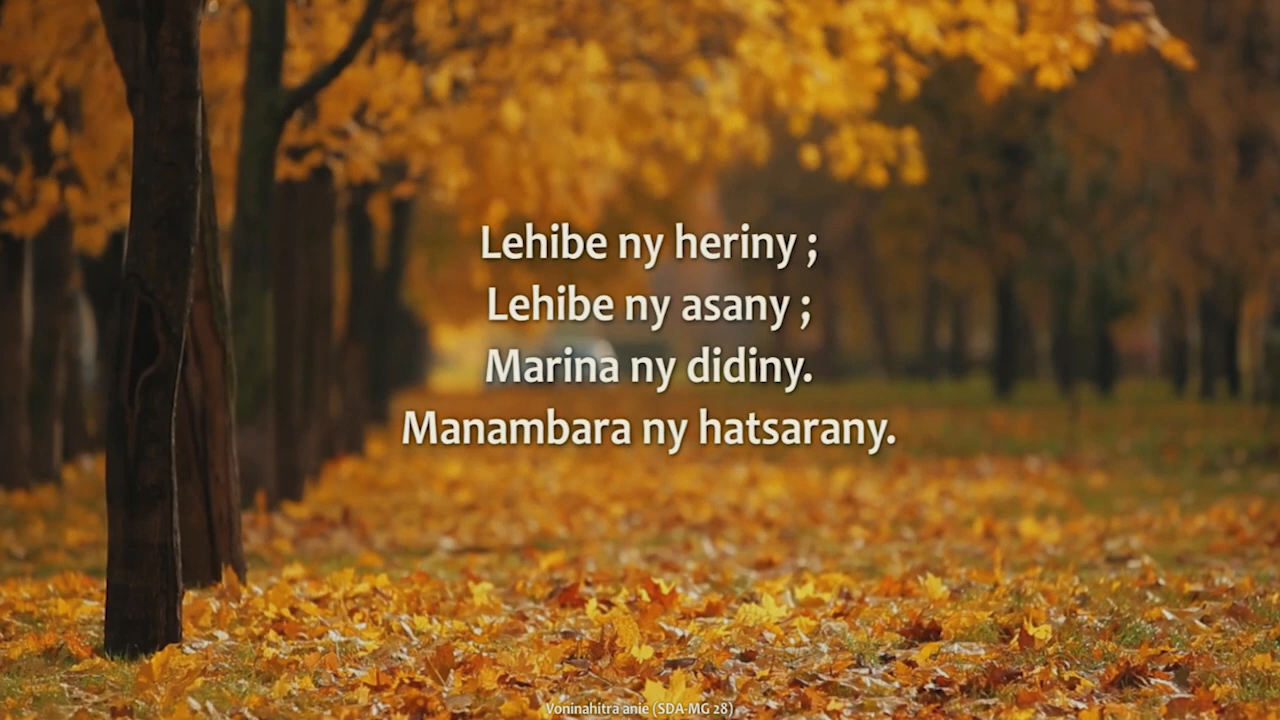 Lehibe ny heriny ;
Lehibe ny asany ;
Marina ny didiny.
Manambara ny hatsarany.
Voninahitra anie (SDA-MG 28)